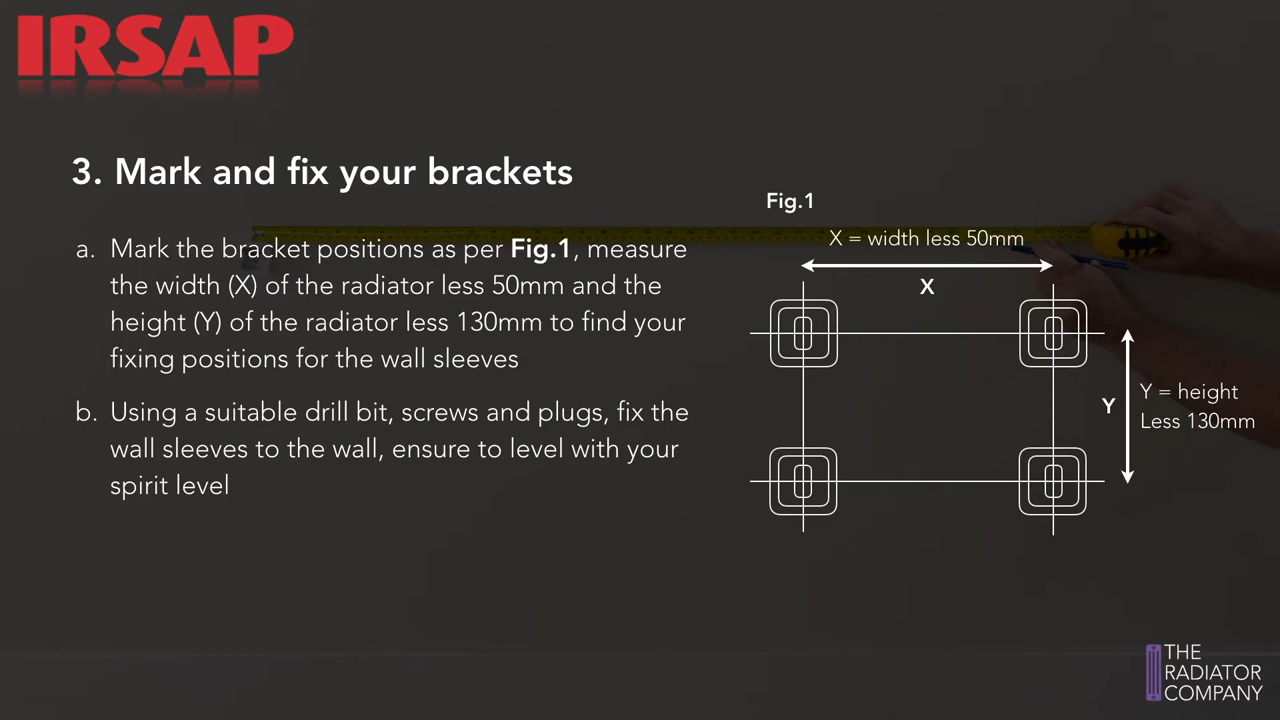 IRSAP
3. Mark and fix your brackets
a. Mark the bracket positions as per Fig.1, measure
the width (X) of the radiator less 50mm and the
height (Y) of the radiator less 130mm to find your
fixing positions for the wall sleeves
b. Using a suitable drill bit, screws and plugs, fix the
wall sleeves to the wall, ensure to level with your
spirit level
Fig.1
X = width less 50mm
X
Y
Y = height
Less 130mm
THE
RADIATOR
COMPANY